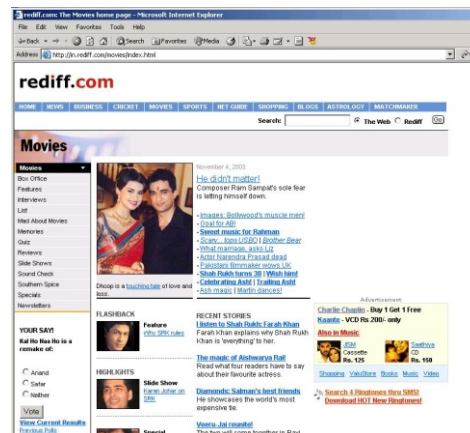 rediff.com: The Movies home page - Microsoft Internet Explorer
File Edit View Favorites Tools Help
Back Search Favorites Media
Address http://in.rediff.com/movies/index.html
rediff.com
HOME | NEWS | BUSINESS | CRICKET | MOVIES | SPORTS | NET GUIDE | SHOPPING | BLOGS | ASTROLOGY | MATCHMAKER
Search: The Web Rediff Go
Movies
Movies
Box Office
Features
Interviews
List
Mad About Movies
Memories
Quiz
Reviews
Slide Shows
Sound Check
Southern Spice
Specials
Newsletters
YOUR SAY!
Kal Ho Naa Ho is a
remake of:
Anand
Safar
Neither
Vote
View Current Results
Previous Polls
Dhoop is a touching tale of love and
loss.
November 4, 2003
He didn't matter!
Composer Ram Sampat's sole fear
is letting himself down.
- Images: Bollywood's muscle men!
- Goal for AB!
- Sweet music for Rahman
- Scary... tops USBO | Brother Bear
- What marriage, asks Liz
- Actor Narendra Prasad dead
- Pakistani filmmaker wows UK
- Shah Rukh turns 38 | Wish him!
- Celebrating Ash! | Trailing Ash!
- Ash magic | Martin dances!
FLASHBACK
Feature
Why SRK rules
HIGHLIGHTS
Slide Show
Karan Johar on
SRK
Special
RECENT STORIES
Listen to Shah Rukh: Farah Khan
Farah Khan explains why Shah Rukh
Khan is 'everything' to her.
The magic of Aishwarya Rai!
Read what four readers have to say
about their favourite actress.
Diamonds: Salman's best friends
He showcases the world's most
expensive tie.
Veeru-Jai reunite!
The two will come together in Ravi
Advertisement
Charlie Chaplin - Buy 1 Get 1 Free
Kaante - VCD Rs 200/- only
Also in Music
JGM
Cassette
Rs. 125
Saathiya
CD
Rs. 150
Shopping ValuStore Books Music Video
Search 4 Ringtones thru SMS!
Download HOT New Ringtones!